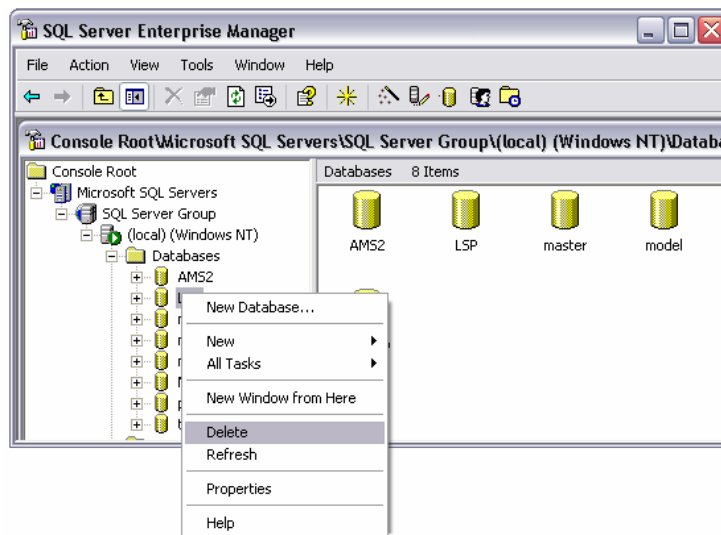 SQL Server Enterprise Manager
File Action View Tools Window Help
Console Root\Microsoft SQL Servers\SQL Server Group\(local) (Windows NT)\Databa
Console Root
Microsoft SQL Servers
SQL Server Group
(local) (Windows NT)
Databases
AMS2
Databases 8 Items
AMS2 LSP master model
New Database...
New
All Tasks
New Window from Here
Delete
Refresh
Properties
Help